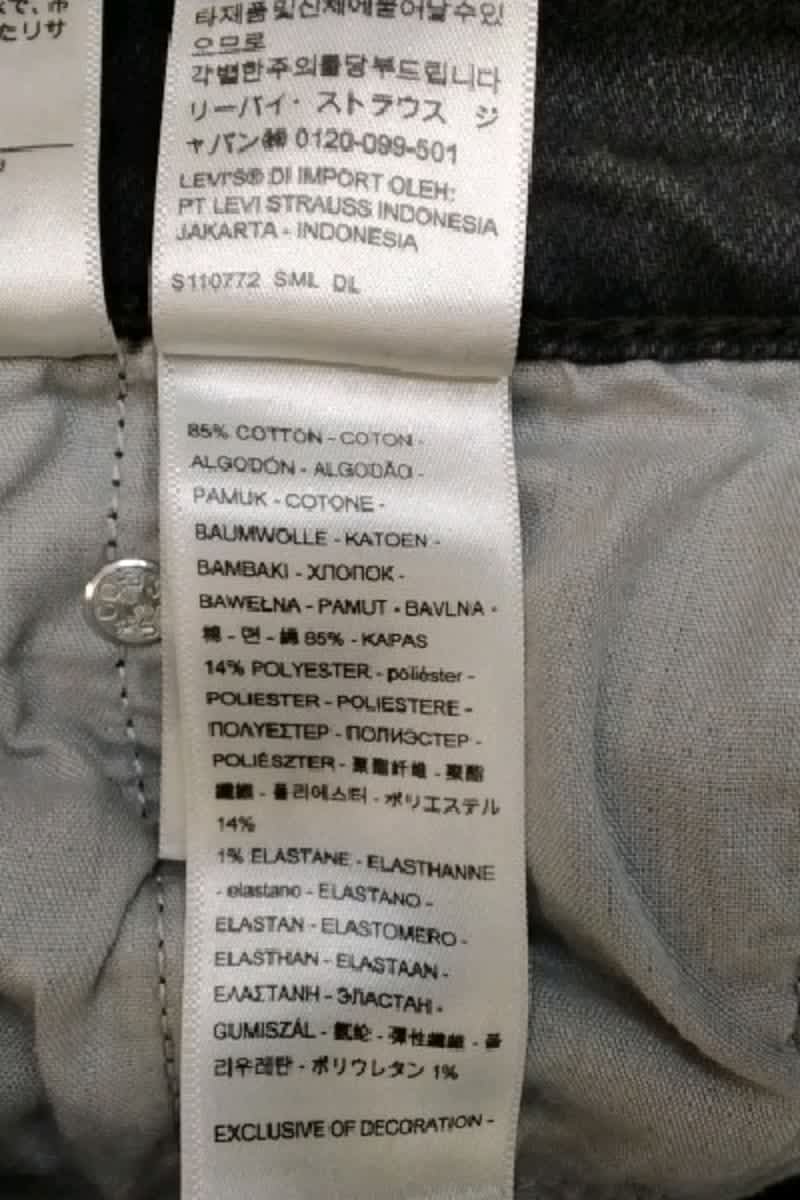 たりサ
타제품및신체에묻어날수있
으므로
각별한주의를당부드립니다
リーバイ・ストラウス ジ
ャパン㈱ 0120-099-501
LEVI'S® DI IMPORT OLEH:
PT LEVI STRAUSS INDONESIA
JAKARTA - INDONESIA
S110772 SML DL
85% COTTON - COTON -
ALGODÓN - ALGODÃO -
PAMUK - COTONE -
BAUMWOLLE - KATOEN -
BAMBAKI - ХЛОПОК -
BAWEŁNA - PAMUT - BAVLNA -
棉 - 면 - 綿 85% - KAPAS
14% POLYESTER - poliéster -
POLIESTER - POLIESTERE -
ΠΟΛΥΕΣΤΕΡ - ПОЛИЭСТЕР -
POLIÉSZTER - 聚酯纤维 - 聚酯
纖維 - 폴리에스터 - ポリエステル
14%
1% ELASTANE - ELASTHANNE
- elastano - ELASTANO -
ELASTAN - ELASTOMERO -
ELASTHAN - ELASTAAN -
ΕΛΑΣΤΑΝΗ - ЭЛАСТАН -
GUMISZÁL - 氨纶 - 彈性纖維 - 폴
리우레탄 - ポリウレタン 1%
EXCLUSIVE OF DECORATION -